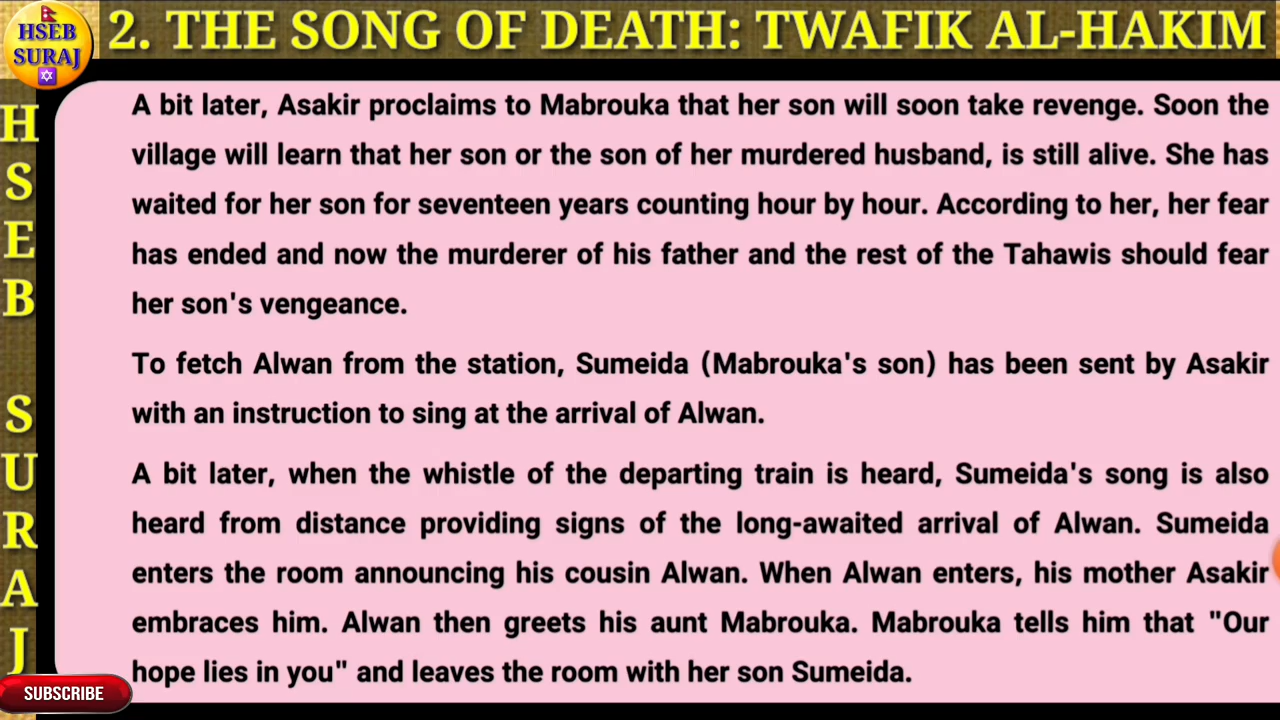 HSEB
SURAJ
2. THE SONG OF DEATH: TWAFIK AL-HAKIM
HSEB SURAJ
A bit later, Asakir proclaims to Mabrouka that her son will soon take revenge. Soon the
village will learn that her son or the son of her murdered husband, is still alive. She has
waited for her son for seventeen years counting hour by hour. According to her, her fear
has ended and now the murderer of his father and the rest of the Tahawis should fear
her son's vengeance.
To fetch Alwan from the station, Sumeida (Mabrouka's son) has been sent by Asakir
with an instruction to sing at the arrival of Alwan.
A bit later, when the whistle of the departing train is heard, Sumeida's song is also
heard from distance providing signs of the long-awaited arrival of Alwan. Sumeida
enters the room announcing his cousin Alwan. When Alwan enters, his mother Asakir
embraces him. Alwan then greets his aunt Mabrouka. Mabrouka tells him that "Our
hope lies in you" and leaves the room with her son Sumeida.
SUBSCRIBE